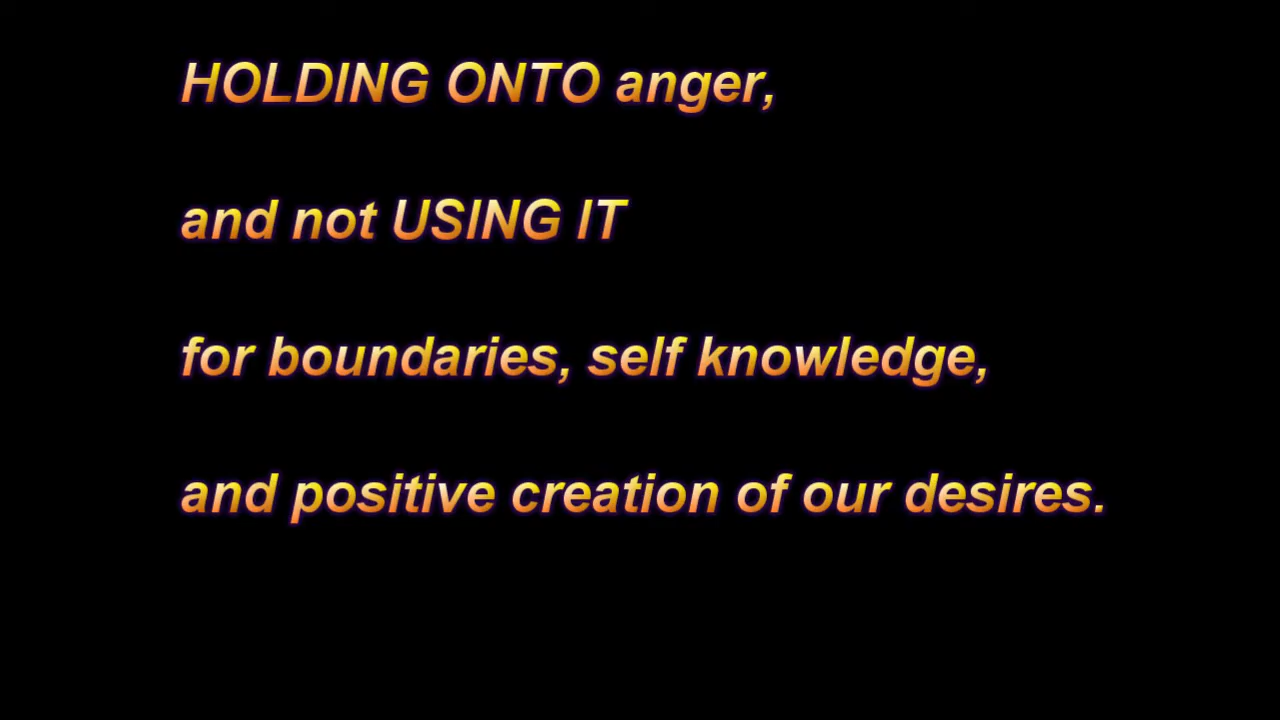 HOLDING ONTO anger,
and not USING IT
for boundaries, self knowledge,
and positive creation of our desires.